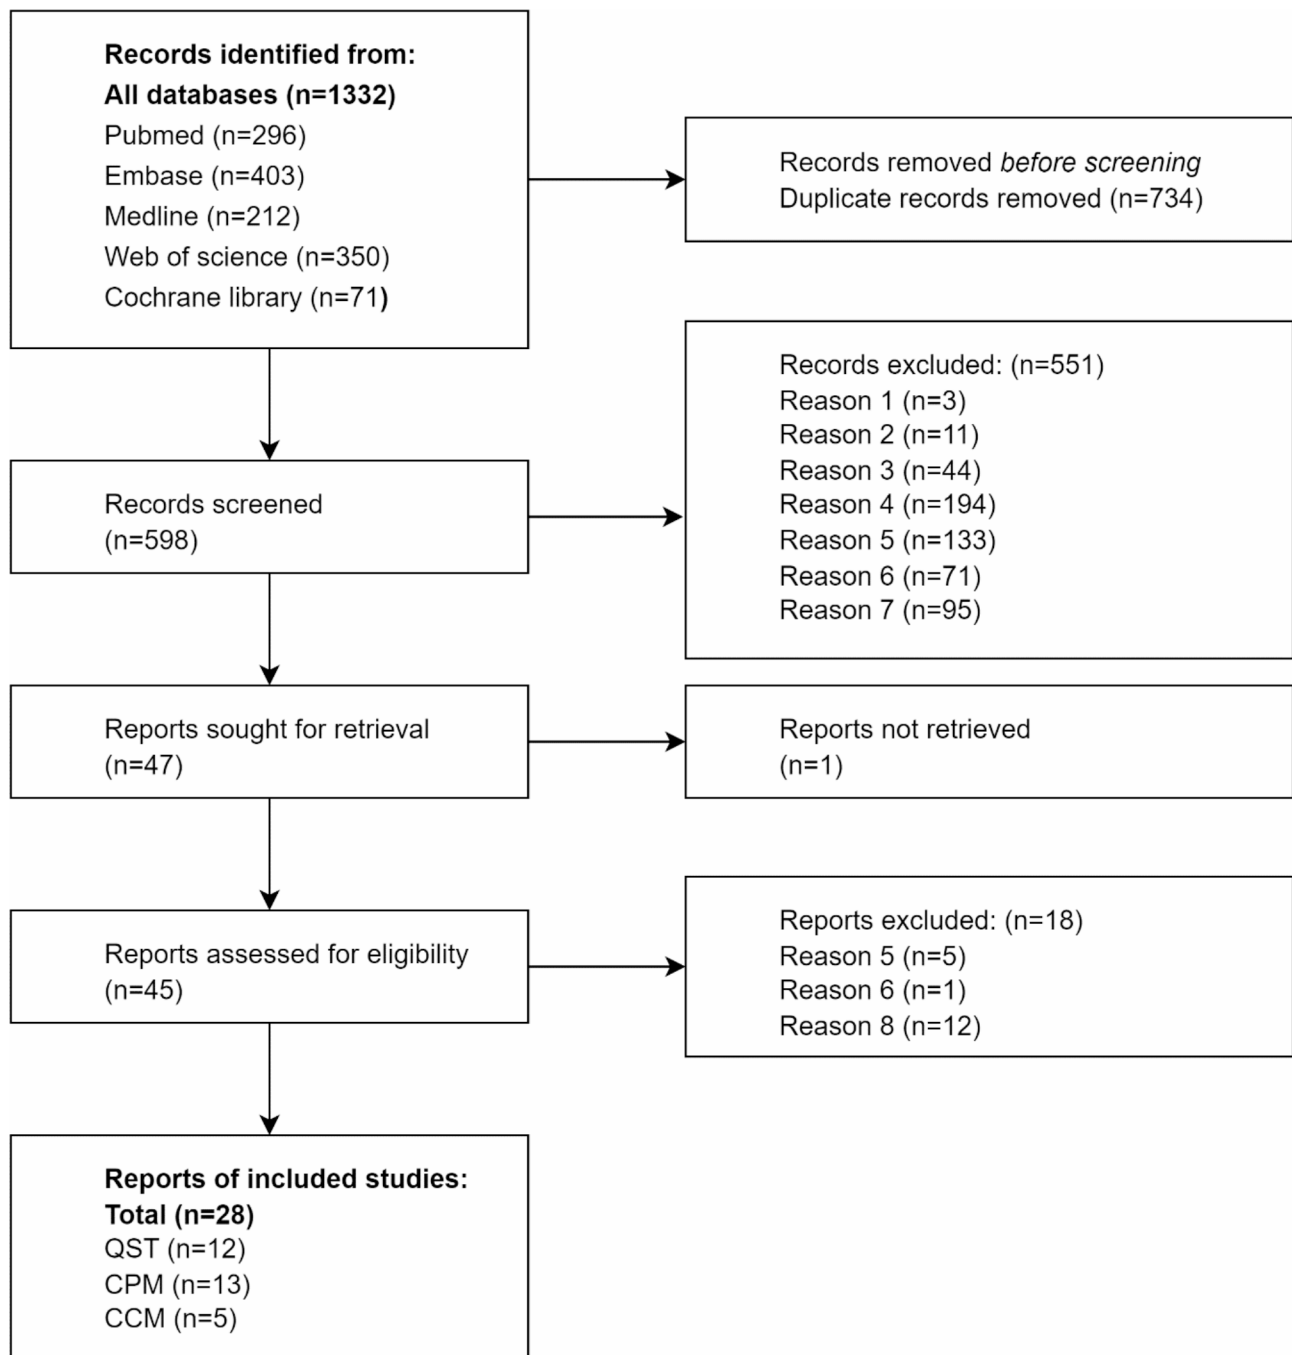 Records identified from:
All databases (n=1332)
Pubmed (n=296)
Embase (n=403)
Medline (n=212)
Web of science (n=350)
Cochrane library (n=71)
Records removed before screening
Duplicate records removed (n=734)
Records screened
(n=598)
Records excluded: (n=551)
Reason 1 (n=3)
Reason 2 (n=11)
Reason 3 (n=44)
Reason 4 (n=194)
Reason 5 (n=133)
Reason 6 (n=71)
Reason 7 (n=95)
Reports sought for retrieval
(n=47)
Reports not retrieved
(n=1)
Reports assessed for eligibility
(n=45)
Reports excluded: (n=18)
Reason 5 (n=5)
Reason 6 (n=1)
Reason 8 (n=12)
Reports of included studies:
Total (n=28)
QST (n=12)
CPM (n=13)
CCM (n=5)